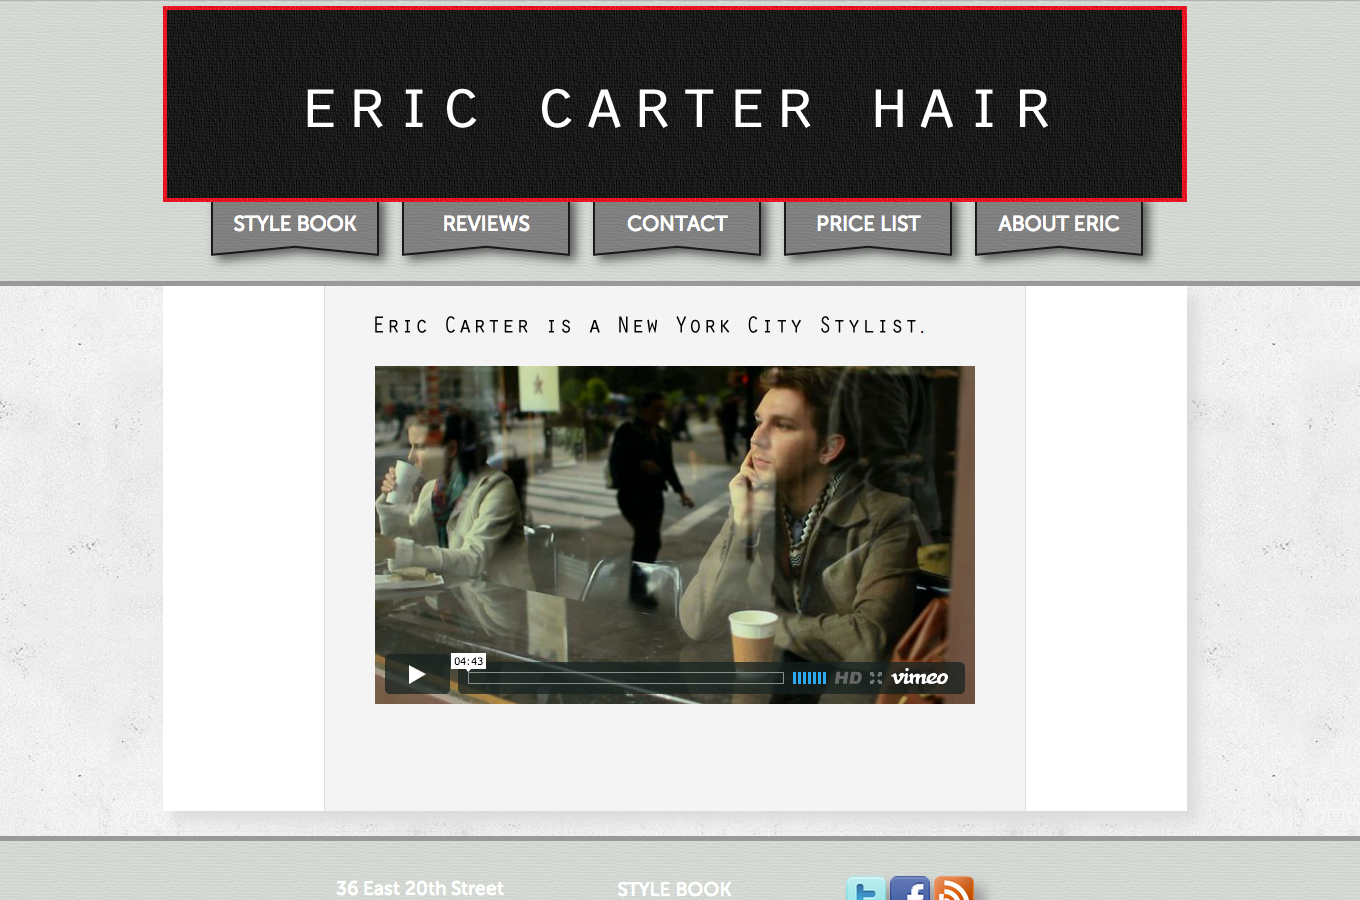 ERIC CARTER HAIR
STYLE BOOK
REVIEWS
CONTACT
PRICE LIST
ABOUT ERIC
Eric Carter is a New York City Stylist.
04:43
HD
vimeo
36 East 20th Street
STYLE BOOK